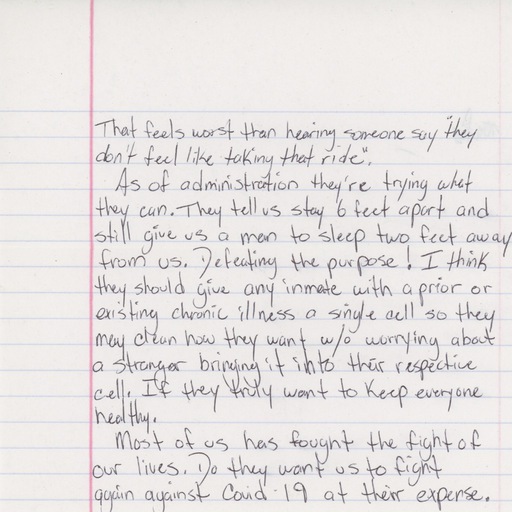 That feels worst than hearing someone say "they
don't feel like taking that ride".
As of administration they're trying what
they can. They tell us stay 6 feet apart and
still give us a man to sleep two feet away
from us. Defeating the purpose! I think
they should give any inmate with a prior or
existing chronic illness a single cell so they
may clean how they want w/o worrying about
a stranger bringing it into their respective
cell. If they truly want to keep everyone
healthy.
Most of us has fought the fight of
our lives. Do they want us to fight
again against Covid-19 at their expense.